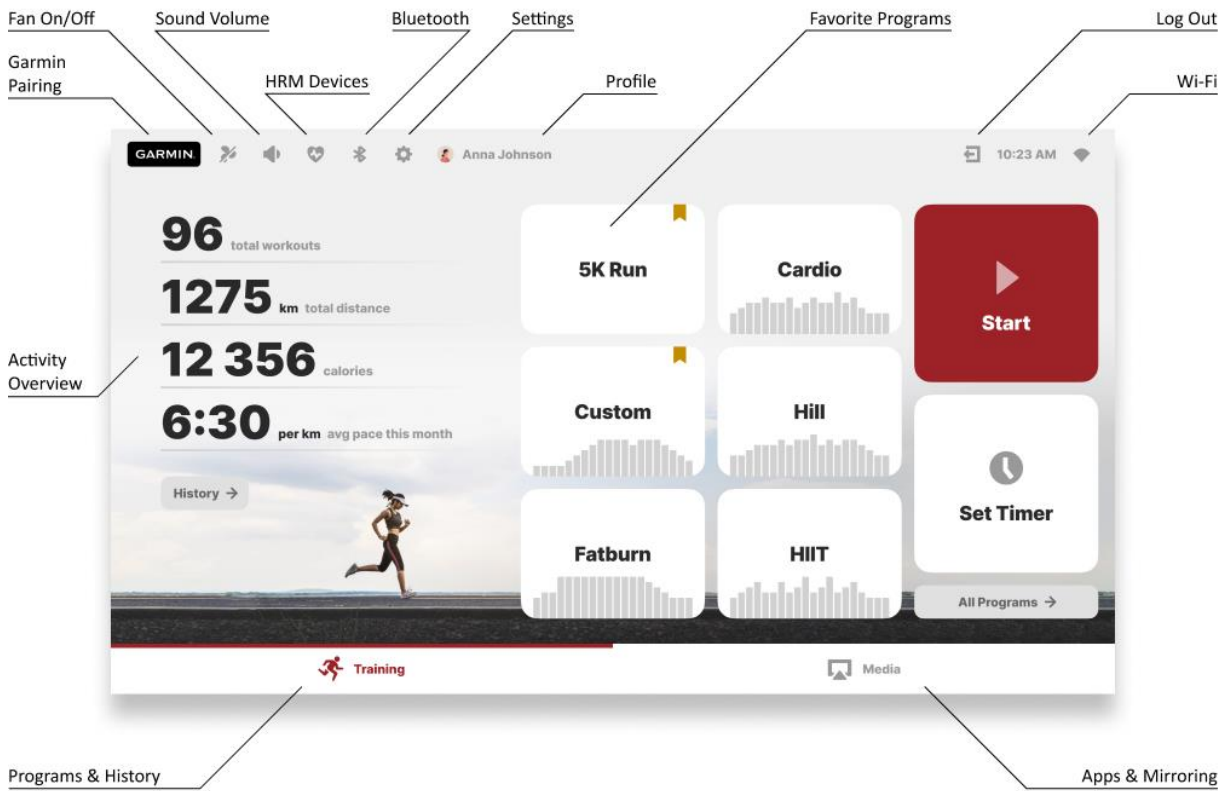 Fan On/Off
Sound Volume
Bluetooth
Settings
Favorite Programs
Log Out
Garmin
Pairing
HRM Devices
Profile
Wi-Fi
GARMIN
Anna Johnson
10:23 AM
96 total workouts
1275 km total distance
12 356 calories
6:30 per km avg pace this month
History →
Activity
Overview
5K Run
Cardio
Start
Custom
Hill
Set Timer
Fatburn
HIIT
All Programs →
Training
Media
Programs & History
Apps & Mirroring